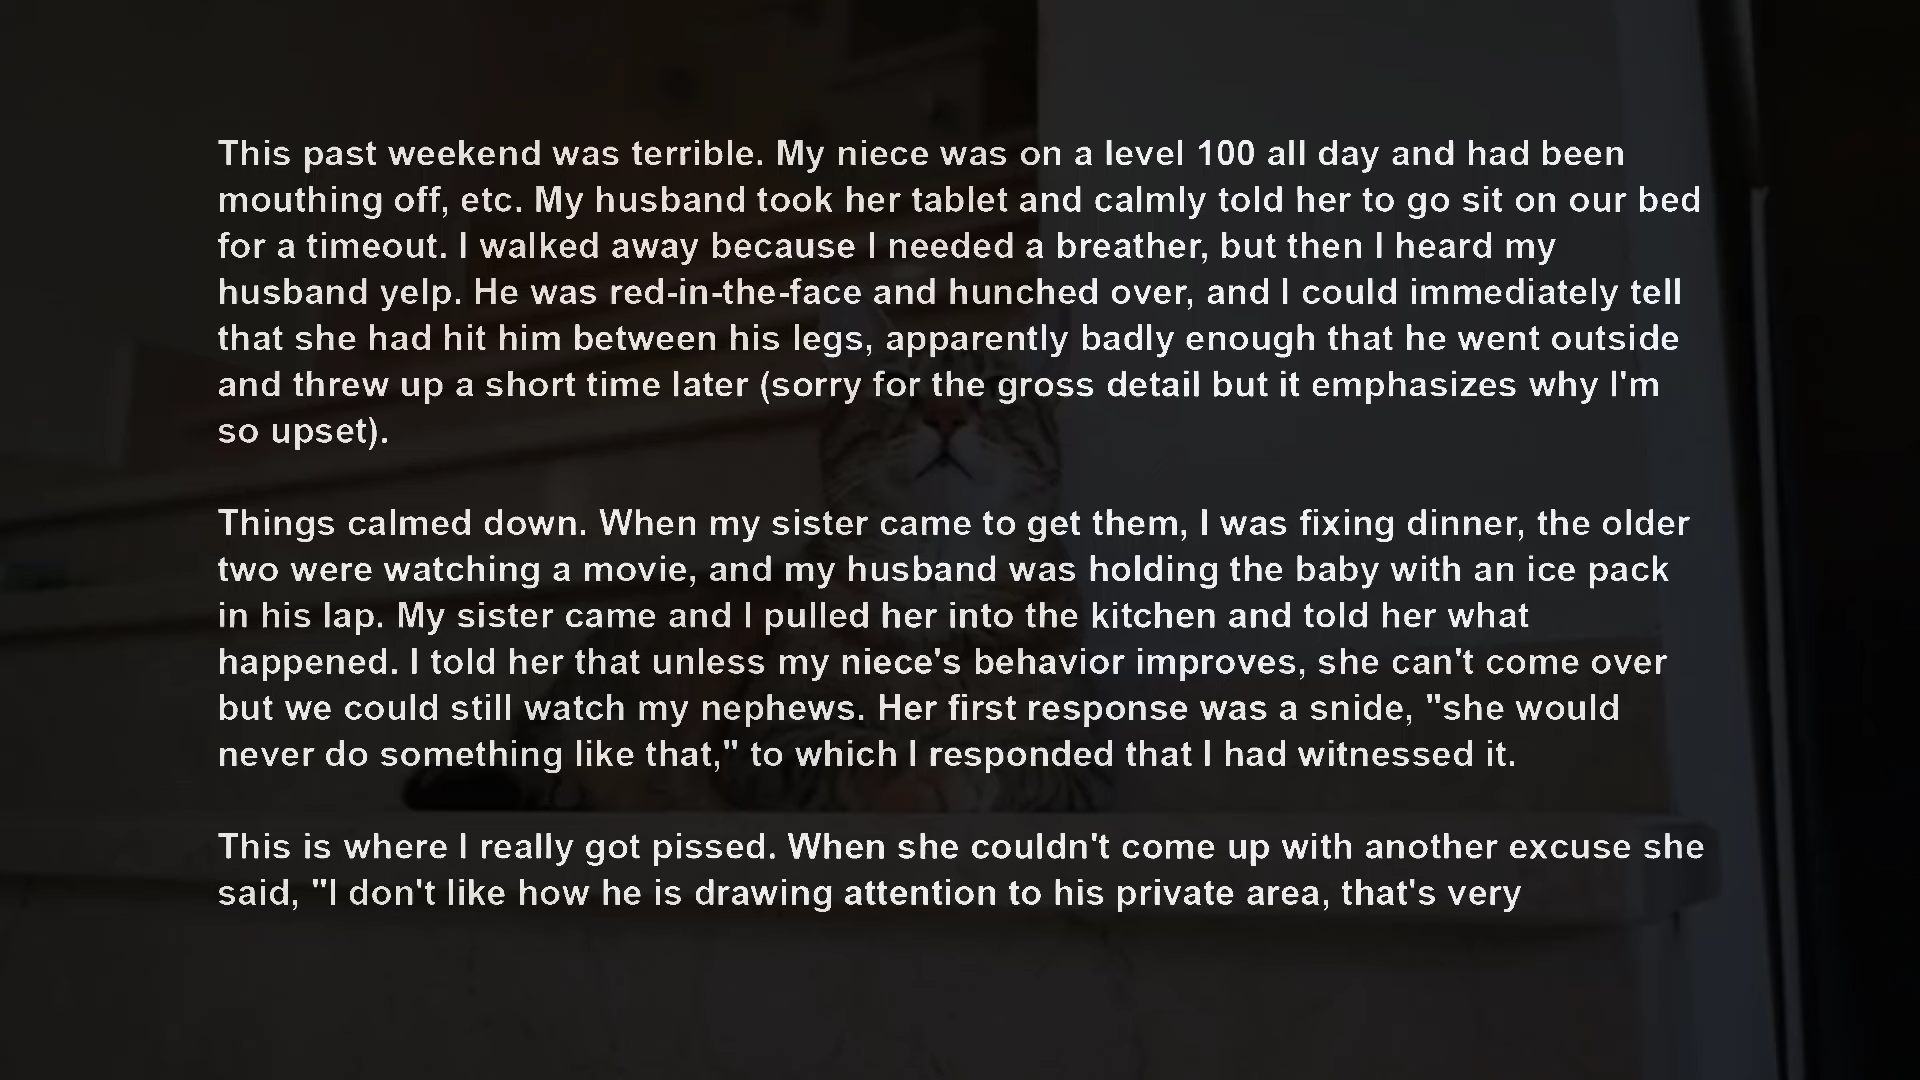 This past weekend was terrible. My niece was on a level 100 all day and had been
mouthing off, etc. My husband took her tablet and calmly told her to go sit on our bed
for a timeout. I walked away because I needed a breather, but then I heard my
husband yelp. He was red-in-the-face and hunched over, and I could immediately tell
that she had hit him between his legs, apparently badly enough that he went outside
and threw up a short time later (sorry for the gross detail but it emphasizes why I'm
so upset).
Things calmed down. When my sister came to get them, I was fixing dinner, the older
two were watching a movie, and my husband was holding the baby with an ice pack
in his lap. My sister came and I pulled her into the kitchen and told her what
happened. I told her that unless my niece's behavior improves, she can't come over
but we could still watch my nephews. Her first response was a snide, "she would
never do something like that," to which I responded that I had witnessed it.
This is where I really got pissed. When she couldn't come up with another excuse she
said, "I don't like how he is drawing attention to his private area, that's very